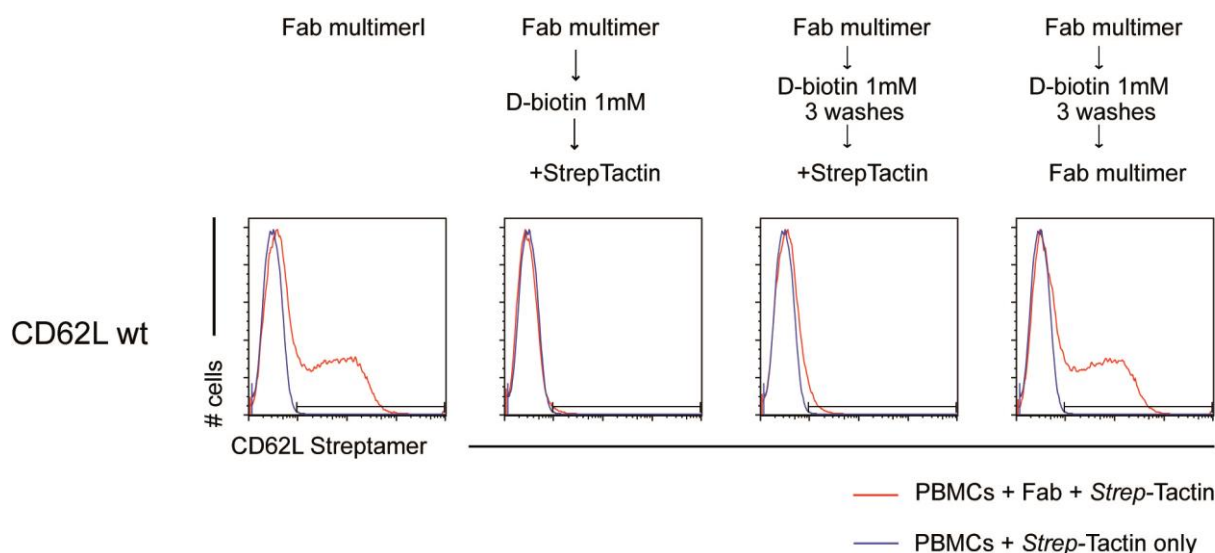 Fab multimerl
Fab multimer
D-biotin 1mM
+StrepTactin
Fab multimer
D-biotin 1mM
3 washes
+StrepTactin
Fab multimer
D-biotin 1mM
3 washes
Fab multimer
CD62L wt
# cells
CD62L Streptamer
PBMCs + Fab + Strep-Tactin
PBMCs + Strep-Tactin only